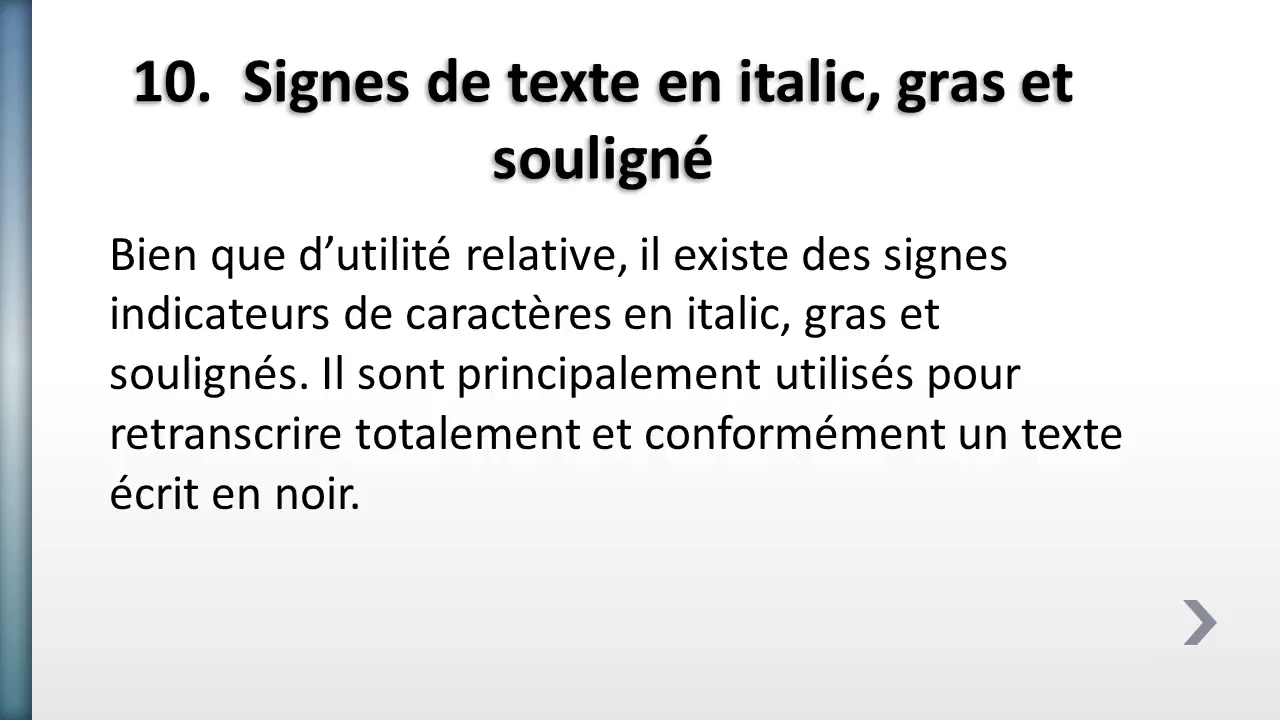 10.  Signes de texte en italic, gras et
souligné
Bien que d’utilité relative, il existe des signes
indicateurs de caractères en italic, gras et
soulignés. Il sont principalement utilisés pour
retranscrire totalement et conformément un texte
écrit en noir.